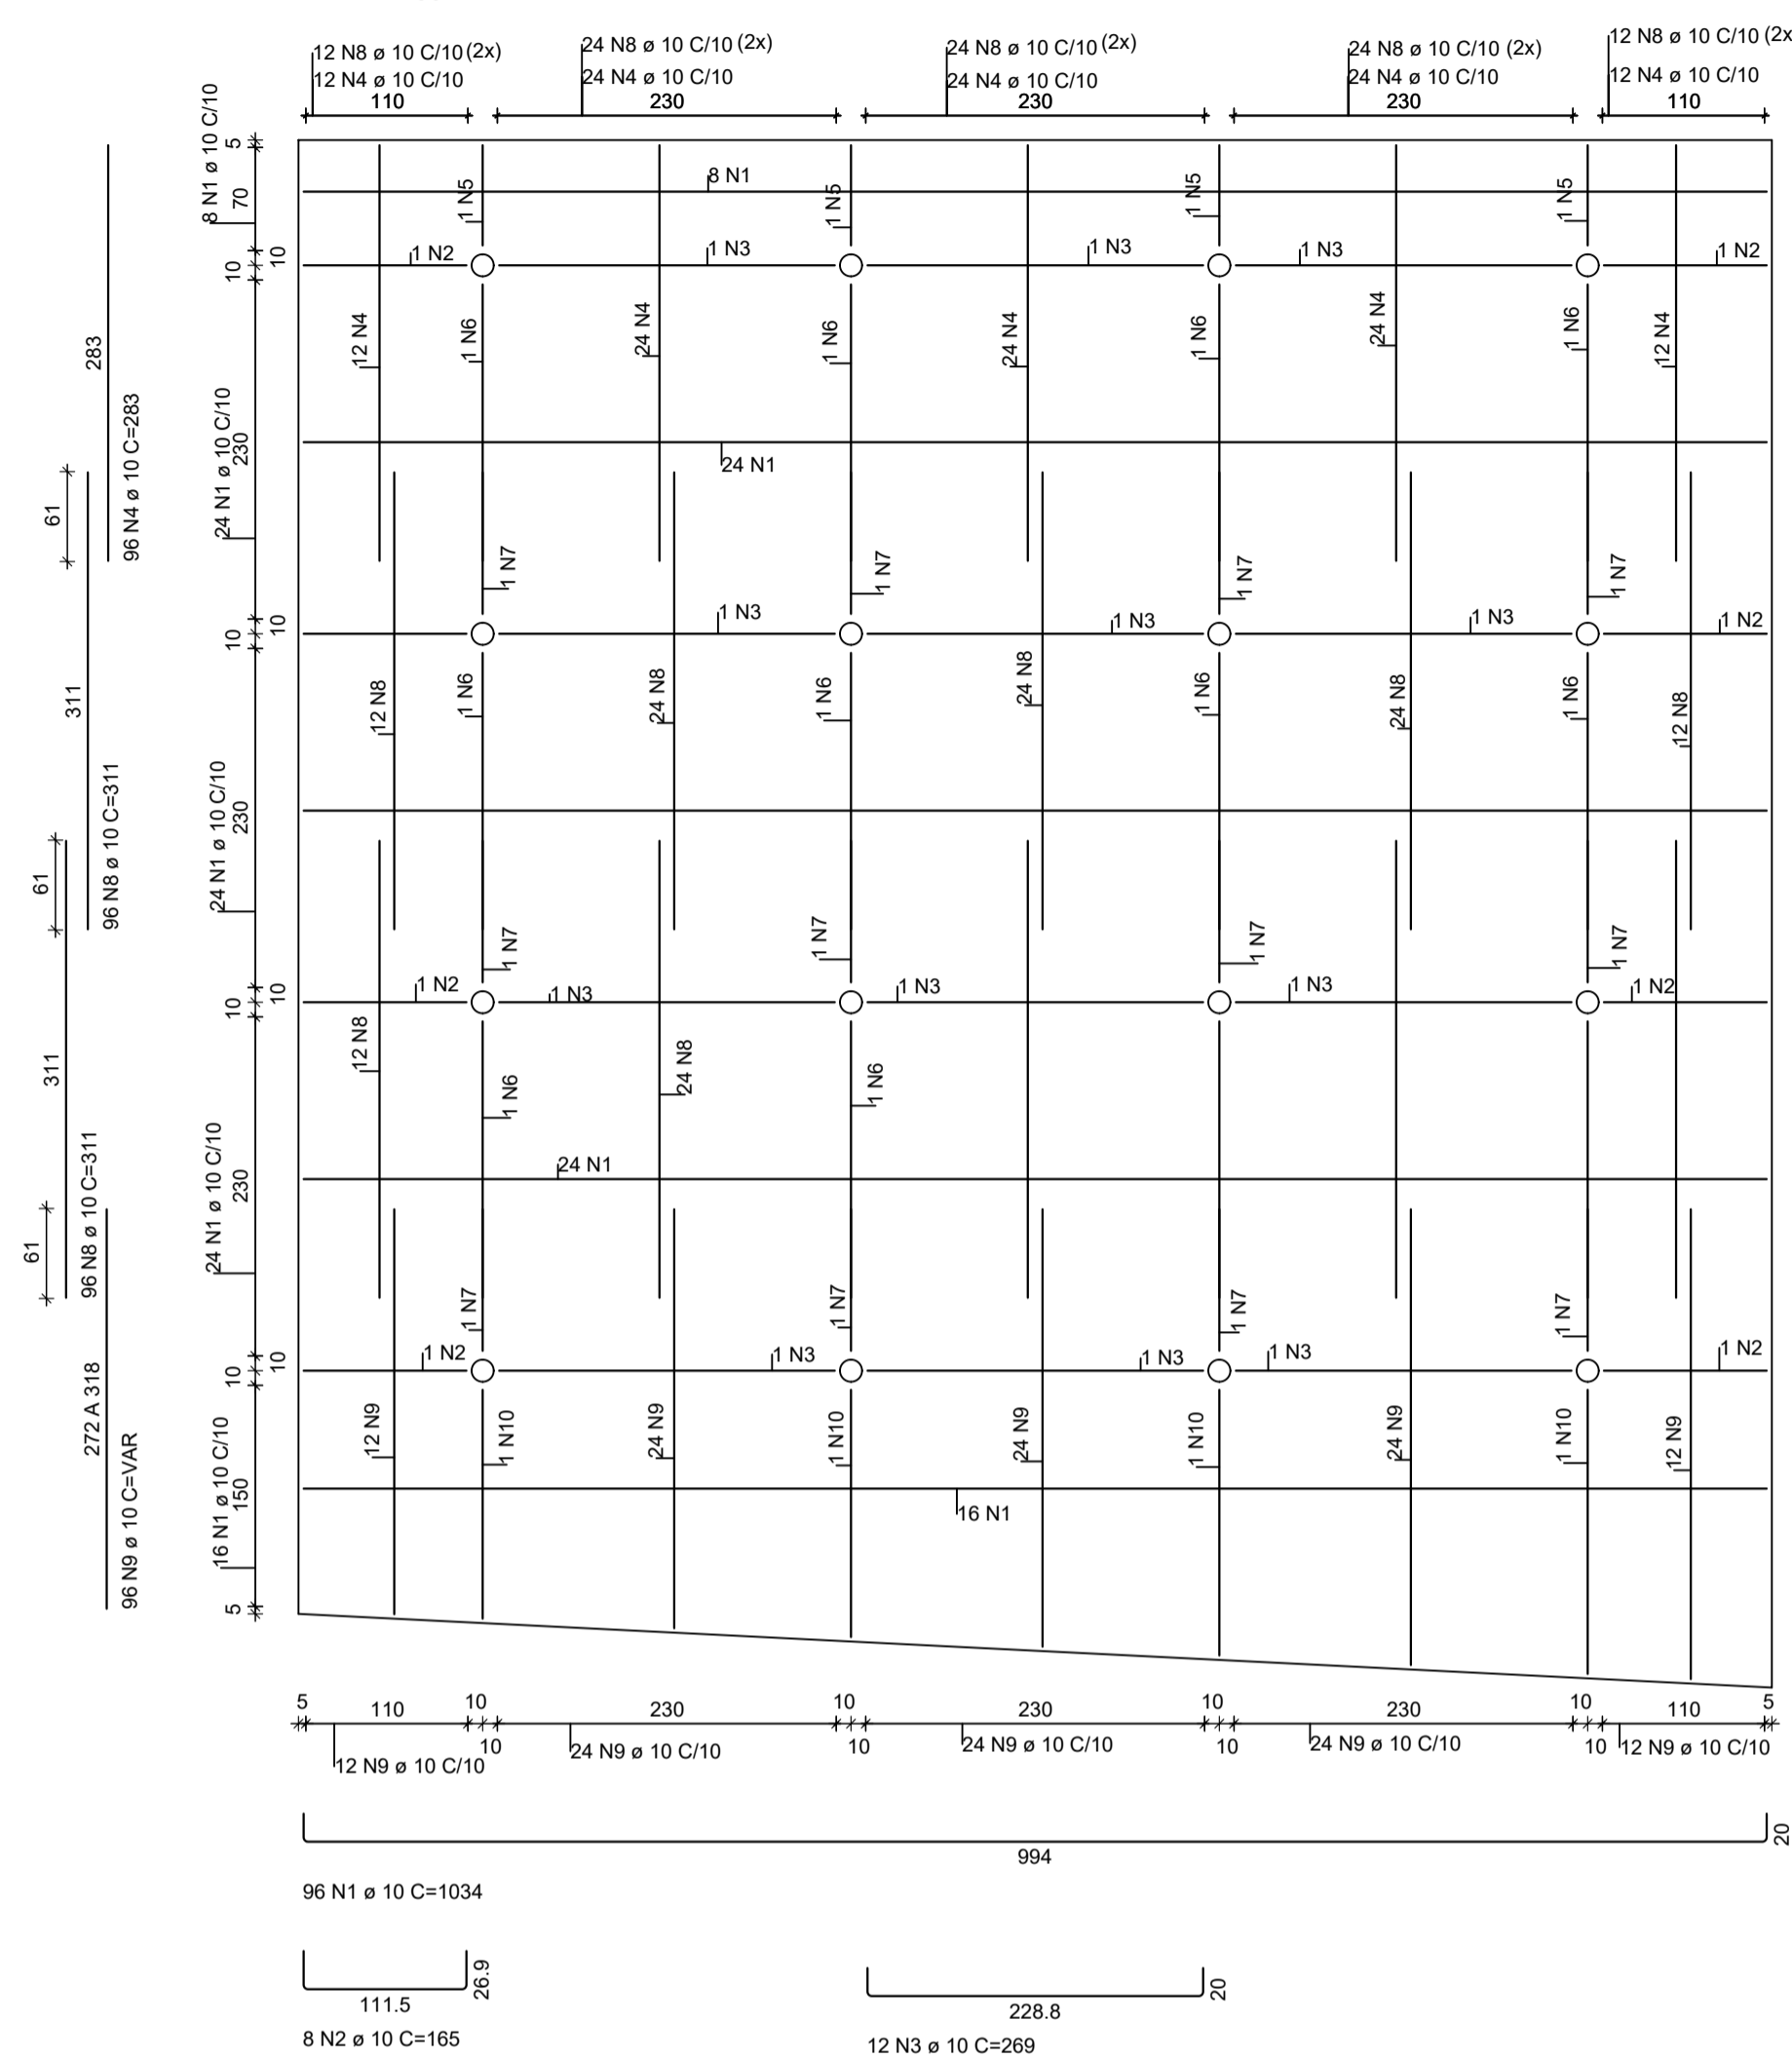 12 N8 ø 10 C/10 (2x)
12 N4 ø 10 C/10
110
24 N8 ø 10 C/10 (2x)
24 N4 ø 10 C/10
230
24 N8 ø 10 C/10 (2x)
24 N4 ø 10 C/10
230
24 N8 ø 10 C/10 (2x)
24 N4 ø 10 C/10
230
12 N8 ø 10 C/10 (2x
12 N4 ø 10 C/10
110
8 N1 ø 10 C/10
5
70
10
10
283
96 N4 ø 10 C=283
24 N1 ø 10 C/10
230
61
10
10
311
96 N8 ø 10 C=311
24 N1 ø 10 C/10
230
61
10
10
311
96 N8 ø 10 C=311
24 N1 ø 10 C/10
230
61
10
10
272 A 318
96 N9 ø 10 C=VAR
16 N1 ø 10 C/10
150
5
8 N1
1 N5
1 N5
1 N5
1 N5
1 N2
1 N3
1 N3
1 N3
1 N2
12 N4
1 N6
24 N4
1 N6
24 N4
1 N6
24 N4
1 N6
12 N4
24 N1
1 N7
1 N7
1 N7
1 N7
1 N3
1 N3
1 N3
1 N2
12 N8
1 N6
24 N8
1 N6
24 N8
1 N6
24 N8
1 N6
12 N8
1 N7
1 N7
1 N7
1 N7
1 N2
1 N3
1 N3
1 N3
1 N2
12 N8
1 N6
24 N8
1 N6
24 N1
1 N7
1 N7
1 N7
1 N7
1 N2
1 N3
1 N3
1 N3
1 N2
12 N9
1 N10
24 N9
1 N10
24 N9
1 N10
24 N9
1 N10
12 N9
16 N1
5
110
10
230
10
230
10
230
10
110
5
10
10
10
10
12 N9 ø 10 C/10
24 N9 ø 10 C/10
24 N9 ø 10 C/10
24 N9 ø 10 C/10
12 N9 ø 10 C/10
20
994
96 N1 ø 10 C=1034
26.9
111.5
8 N2 ø 10 C=165
20
228.8
12 N3 ø 10 C=269